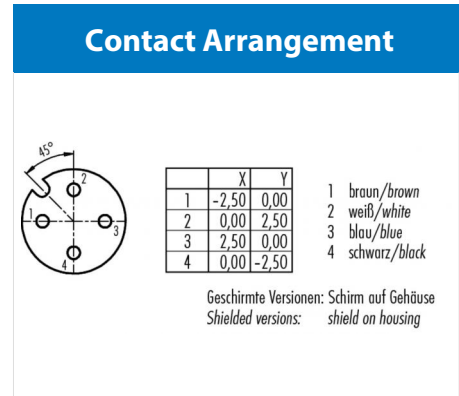 Contact Arrangement
45°
2
1
3
4
X Y
1 -2,50 0,00
2 0,00 2,50
3 2,50 0,00
4 0,00 -2,50
1 braun/brown
2 weiß/white
3 blau/blue
4 schwarz/black
Geschirmte Versionen: Schirm auf Gehäuse
Shielded versions: shield on housing